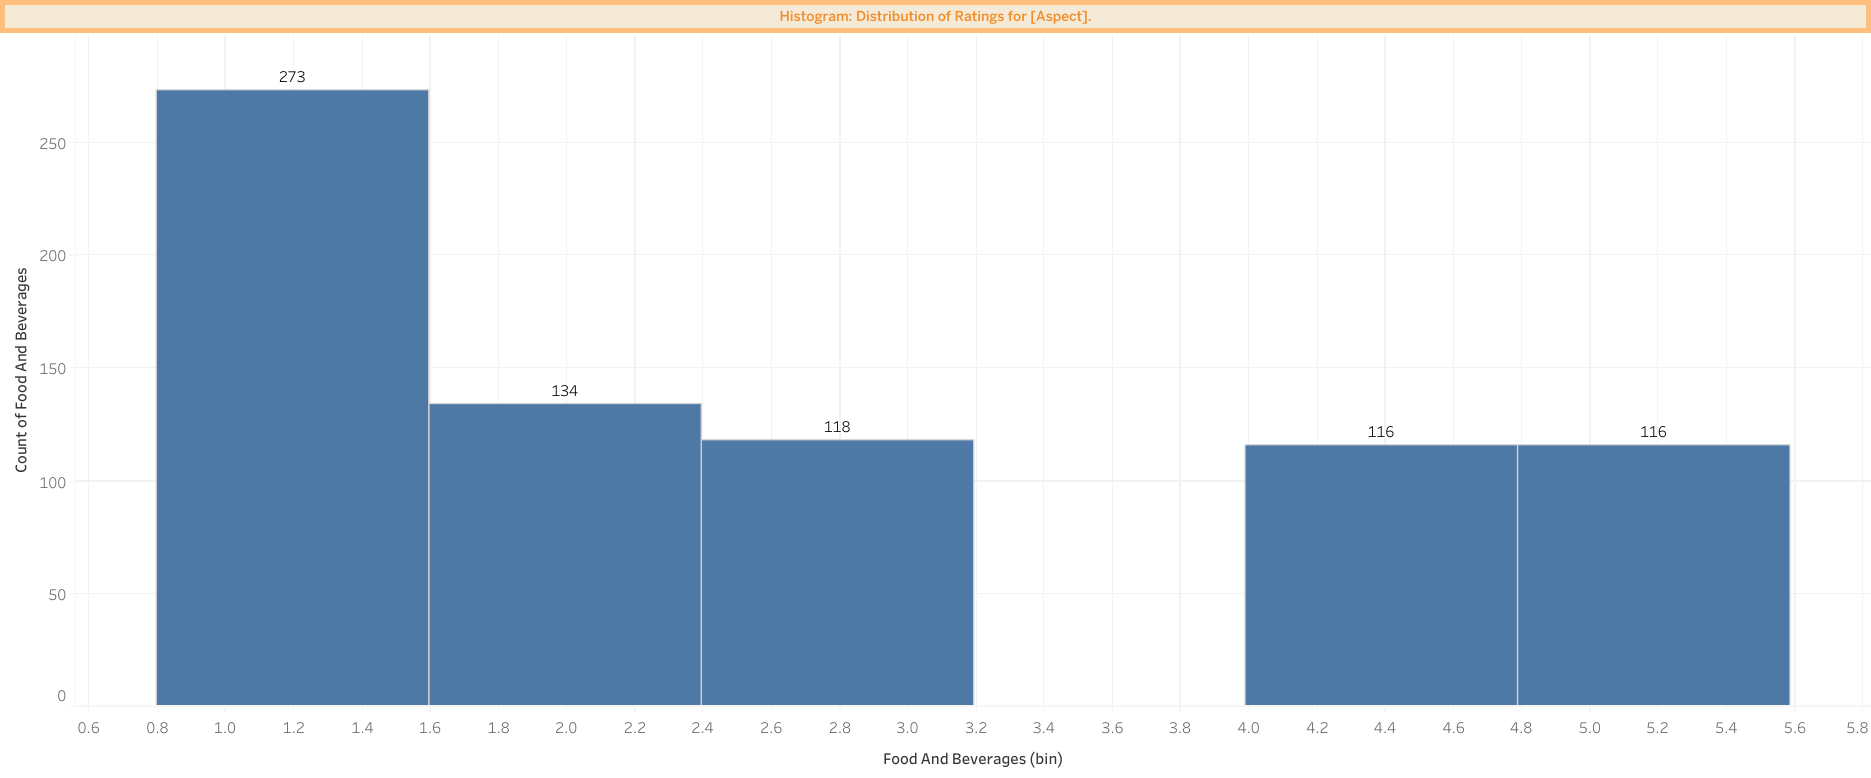 Histogram: Distribution of Ratings for [Aspect].
273
134
118
116
116
250
200
150
100
50
0
Count of Food And Beverages
0.6 0.8 1.0 1.2 1.4 1.6 1.8 2.0 2.2 2.4 2.6 2.8 3.0 3.2 3.4 3.6 3.8 4.0 4.2 4.4 4.6 4.8 5.0 5.2 5.4 5.6 5.8
Food And Beverages (bin)